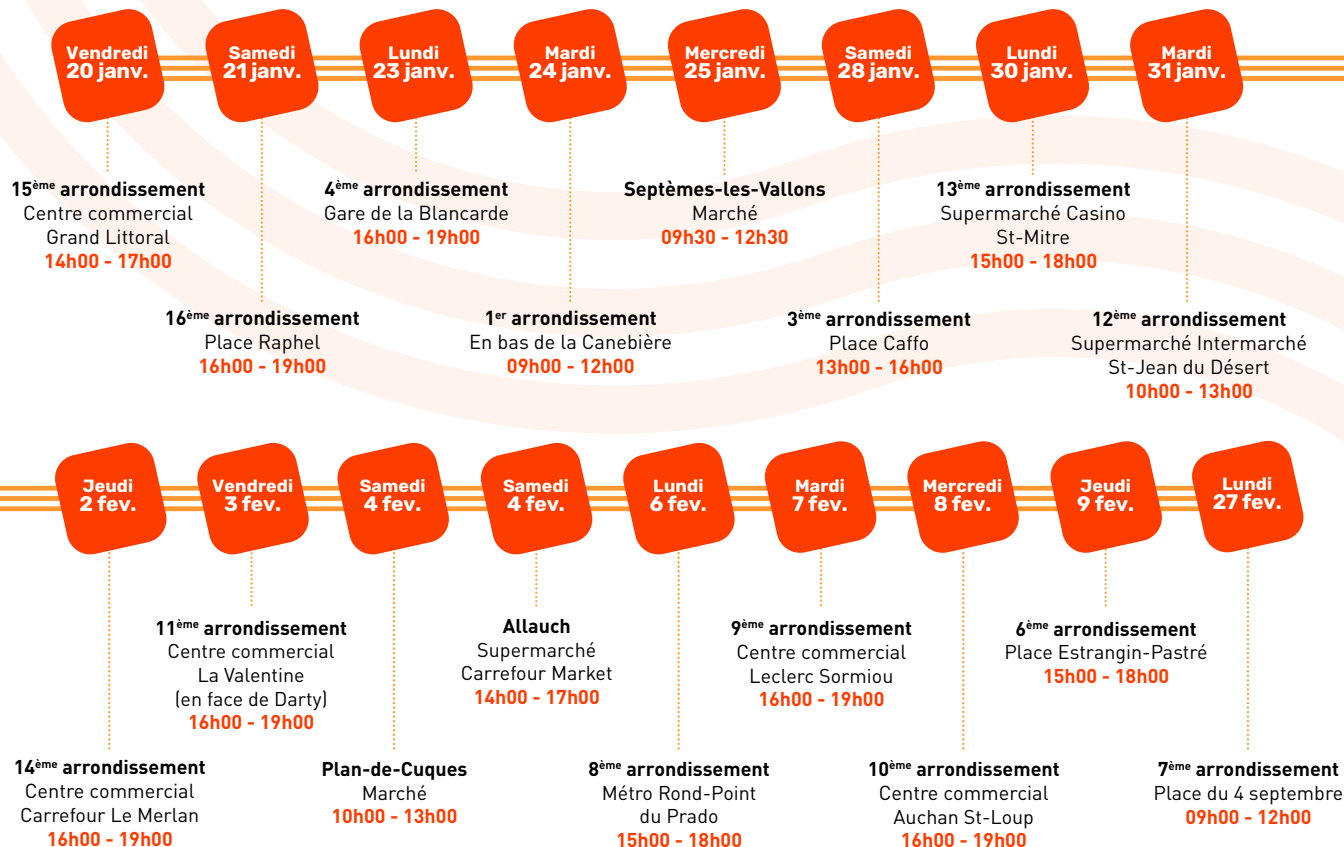 Vendredi
20 janv.
Samedi
21 janv.
Lundi
23 janv.
Mardi
24 janv.
Mercredi
25 janv.
Samedi
28 janv.
Lundi
30 janv.
Mardi
31 janv.
15ème arrondissement
Centre commercial
Grand Littoral
14h00 - 17h00
4ème arrondissement
Gare de la Blancarde
16h00 - 19h00
Septèmes-les-Vallons
Marché
09h30 - 12h30
13ème arrondissement
Supermarché Casino
St-Mitre
15h00 - 18h00
16ème arrondissement
Place Raphel
16h00 - 19h00
1er arrondissement
En bas de la Canebière
09h00 - 12h00
3ème arrondissement
Place Caffo
13h00 - 16h00
12ème arrondissement
Supermarché Intermarché
St-Jean du Désert
10h00 - 13h00
Jeudi
2 fev.
Vendredi
3 fev.
Samedi
4 fev.
Samedi
4 fev.
Lundi
6 fev.
Mardi
7 fev.
Mercredi
8 fev.
Jeudi
9 fev.
Lundi
27 fev.
11ème arrondissement
Centre commercial
La Valentine
(en face de Darty)
16h00 - 19h00
Allauch
Supermarché
Carrefour Market
14h00 - 17h00
9ème arrondissement
Centre commercial
Leclerc Sormiou
16h00 - 19h00
6ème arrondissement
Place Estrangin-Pastré
15h00 - 18h00
14ème arrondissement
Centre commercial
Carrefour Le Merlan
16h00 - 19h00
Plan-de-Cuques
Marché
10h00 - 13h00
8ème arrondissement
Métro Rond-Point
du Prado
15h00 - 18h00
10ème arrondissement
Centre commercial
Auchan St-Loup
16h00 - 19h00
7ème arrondissement
Place du 4 septembre
09h00 - 12h00